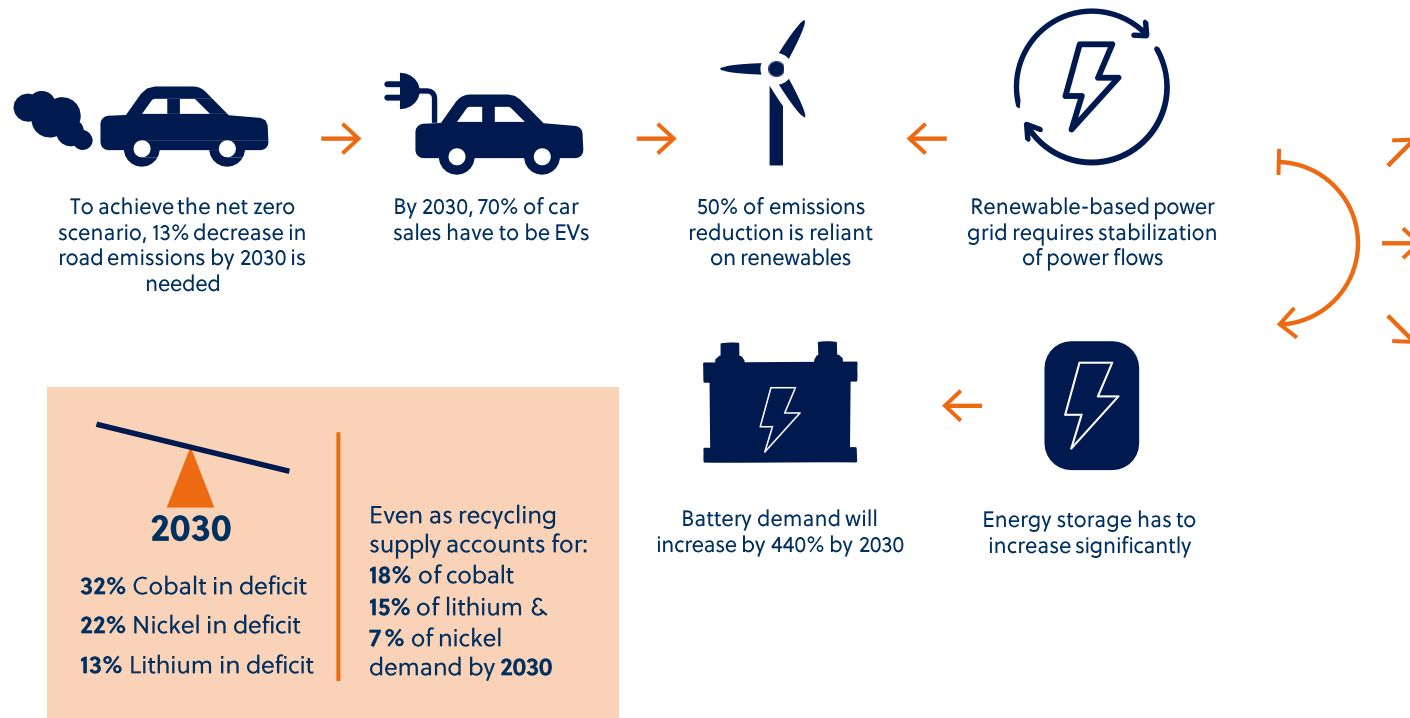 To achieve the net zero
scenario, 13% decrease in
road emissions by 2030 is
needed
By 2030, 70% of car
sales have to be EVs
50% of emissions
reduction is reliant
on renewables
Renewable-based power
grid requires stabilization
of power flows
Battery demand will
increase by 440% by 2030
Energy storage has to
increase significantly
2030
32% Cobalt in deficit
22% Nickel in deficit
13% Lithium in deficit
Even as recycling
supply accounts for:
18% of cobalt
15% of lithium &
7% of nickel
demand by 2030